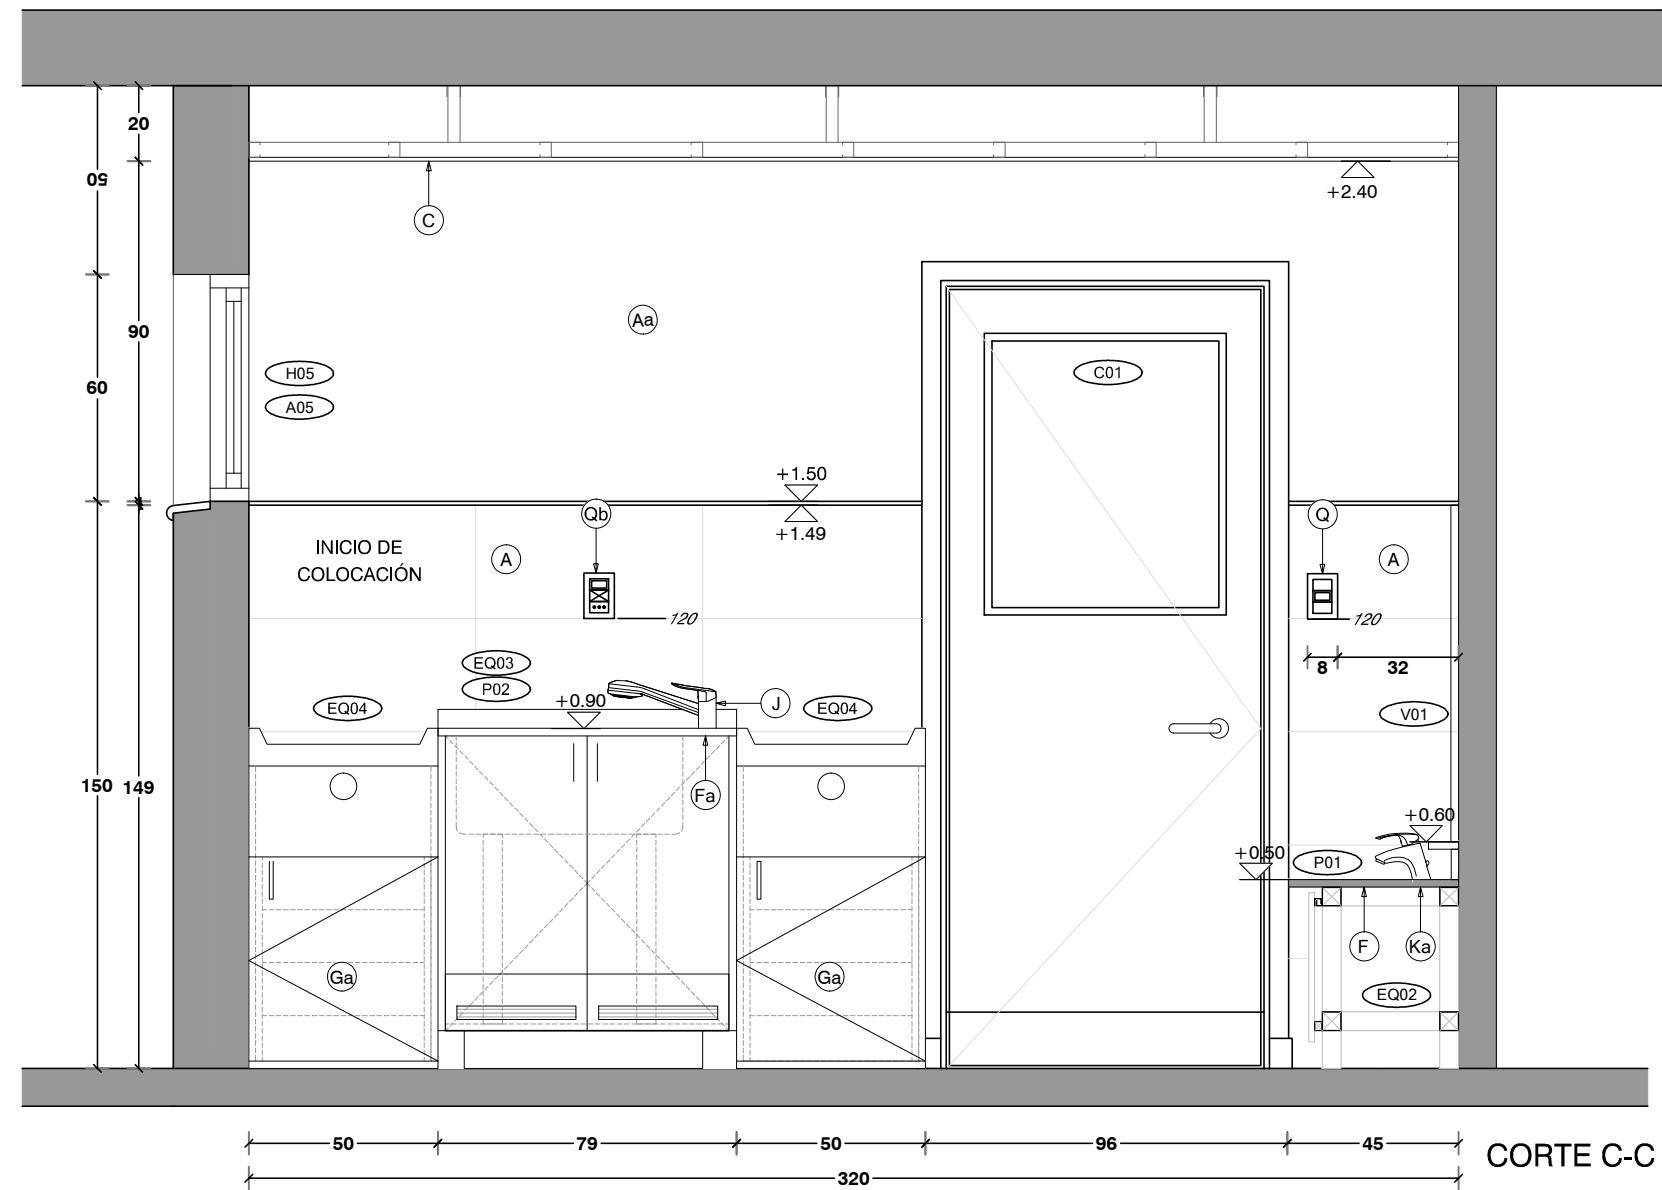 20
50
+2.40
C
Aa
90
60
H05
A05
C01
+1.50
+1.49
Qb
Q
INICIO DE
COLOCACIÓN
A
A
120
120
8
32
EQ03
P02
EQ04
+0.90
J
EQ04
V01
150
149
Fa
+0.60
+0.50
P01
F
Ka
Ga
Ga
EQ02
50
79
50
96
45
CORTE C-C
320